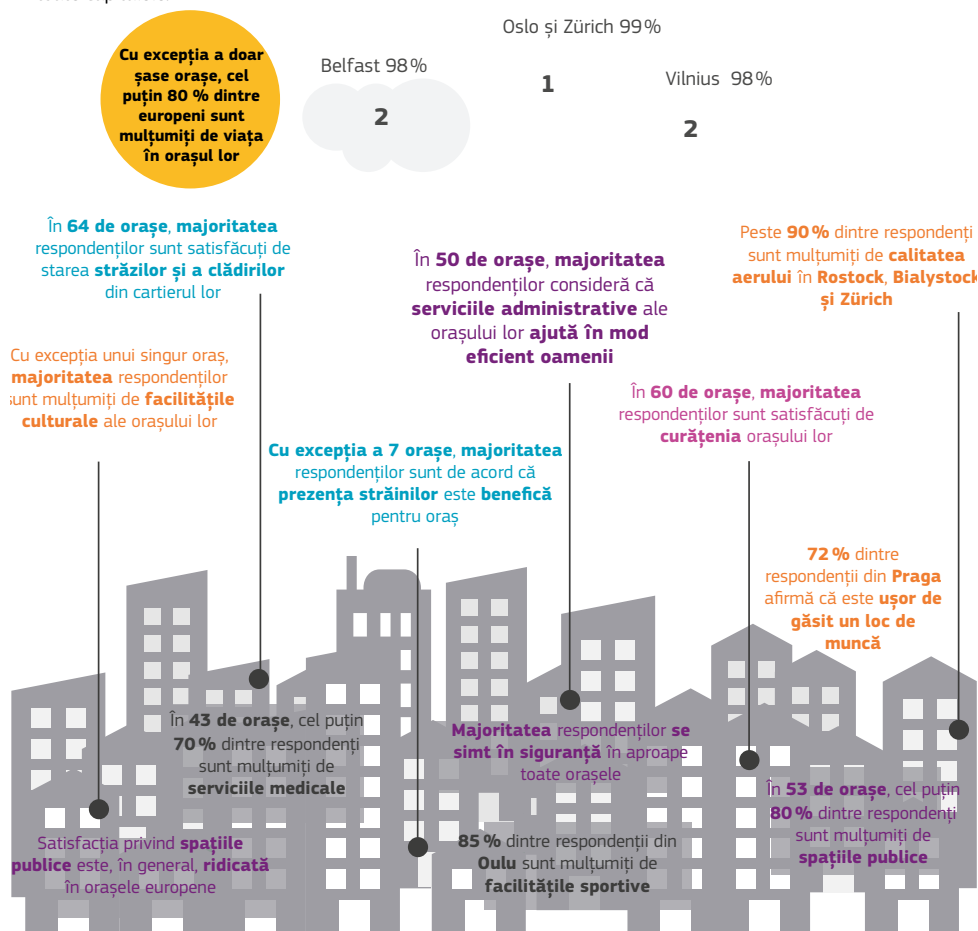 Cu excepția a doar
șase orașe, cel
puțin 80 % dintre
europeni sunt
mulțumiți de viața
în orașul lor
Belfast 98 %
2
Oslo și Zürich 99 %
1
Vilnius 98 %
2
În 64 de orașe, majoritatea
respondenților sunt satisfăcuți de
starea străzilor și a clădirilor
din cartierul lor
În 50 de orașe, majoritatea
respondenților consideră că
serviciile administrative ale
orașului lor ajută în mod
eficient oamenii
Peste 90 % dintre respondenți
sunt mulțumiți de calitatea
aerului în Rostock, Bialystock
și Zürich
Cu excepția unui singur oraș,
majoritatea respondenților
sunt mulțumiți de facilitățile
culturale ale orașului lor
În 60 de orașe, majoritatea
respondenților sunt satisfăcuți de
curățenia orașului lor
Cu excepția a 7 orașe, majoritatea
respondenților sunt de acord că
prezența străinilor este benefică
pentru oraș
72 % dintre
respondenții din Praga
afirmă că este ușor de
găsit un loc de
muncă
În 43 de orașe, cel puțin
70 % dintre respondenți
sunt mulțumiți de
serviciile medicale
Majoritatea respondenților se
simt în siguranță în aproape
toate orașele
În 53 de orașe, cel puțin
80 % dintre respondenți
sunt mulțumiți de
spațiile publice
Satisfacția privind spațiile
publice este, în general, ridicată
în orașele europene
85 % dintre respondenții din
Oulu sunt mulțumiți de
facilitățile sportive